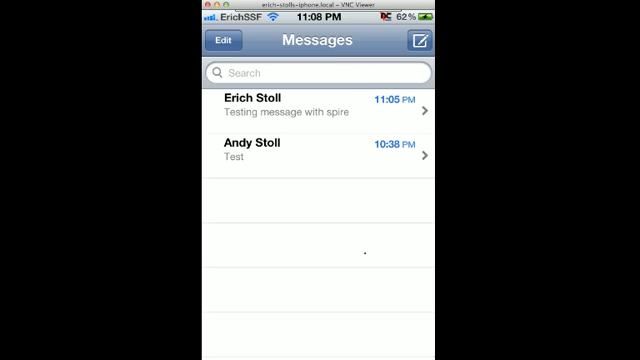 erich-stolls-iphone.local – VNC Viewer
ErichSSF 11:08 PM 62%
Edit Messages
Search
Erich Stoll 11:05 PM
Testing message with spire
Andy Stoll 10:38 PM
Test